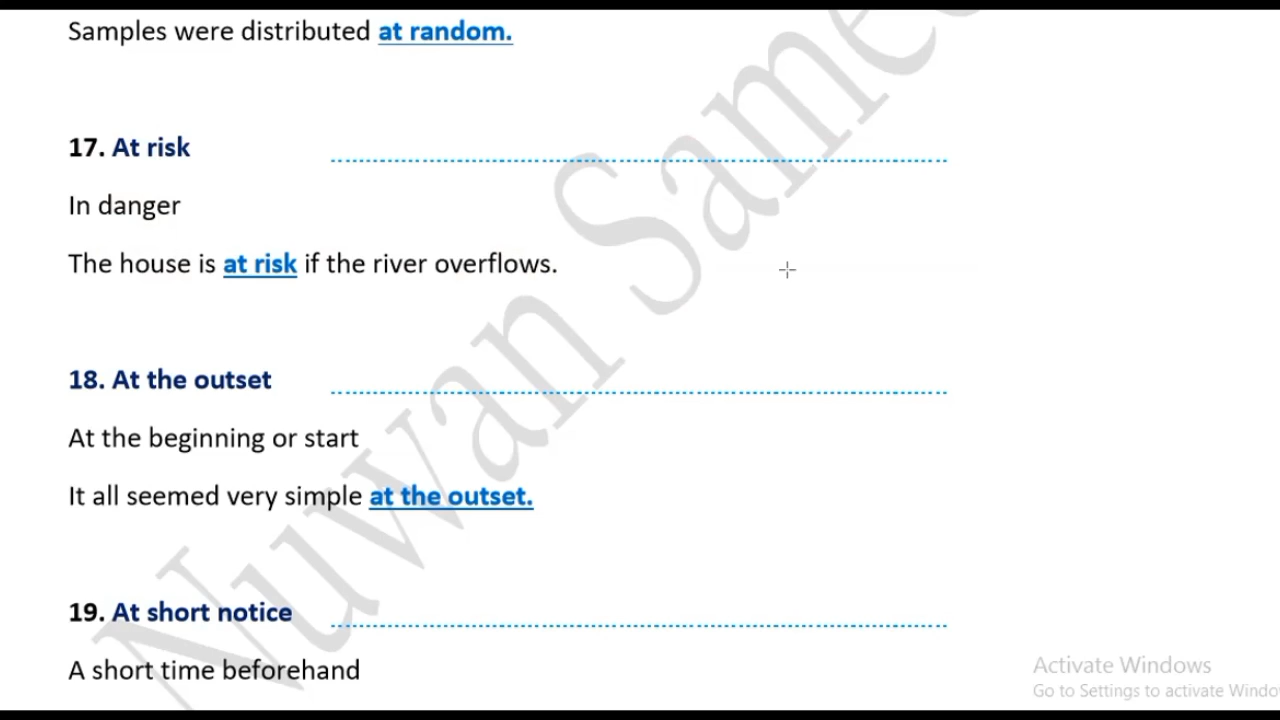 Samples were distributed at random.
17. At risk
In danger
The house is at risk if the river overflows.
18. At the outset
At the beginning or start
It all seemed very simple at the outset.
19. At short notice
A short time beforehand
Nuwan Same
Activate Windows
Go to Settings to activate Windo